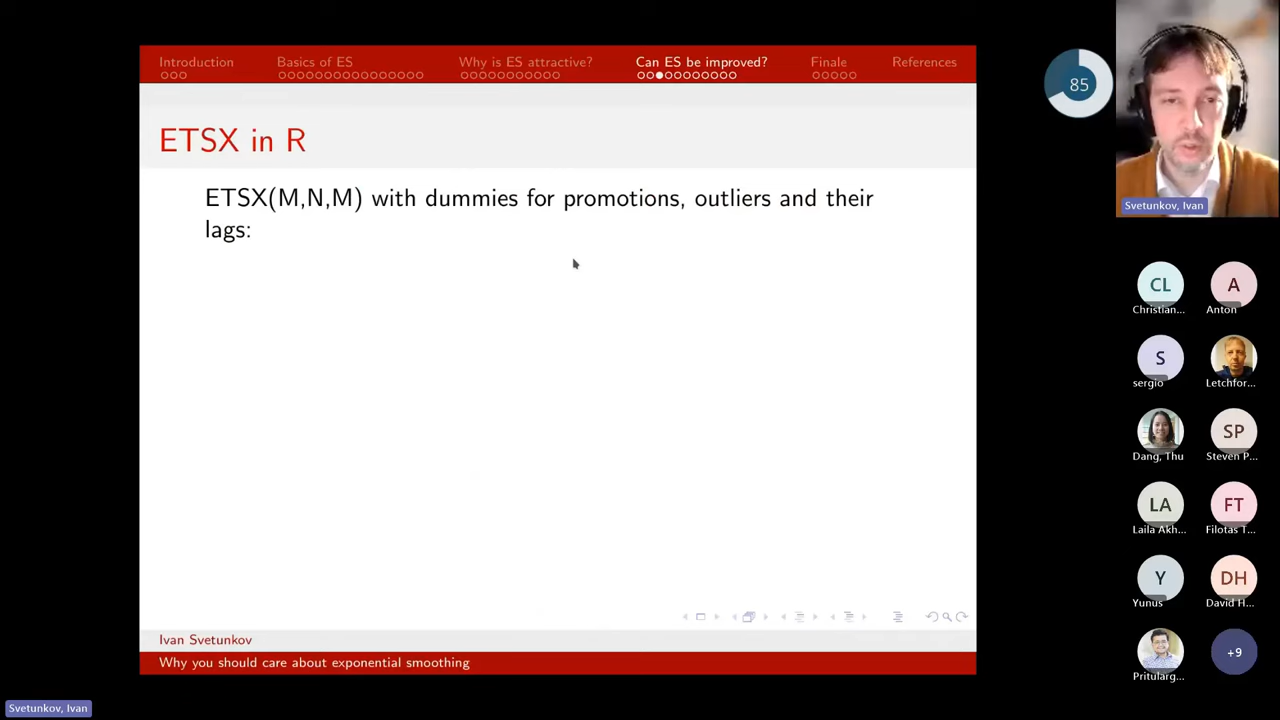 Introduction
Basics of ES
Why is ES attractive?
Can ES be improved?
Finale
References
85
ETSX in R
ETSX(M,N,M) with dummies for promotions, outliers and their
lags:
Ivan Svetunkov
Why you should care about exponential smoothing
Svetunkov, Ivan
CL
Christian...
A
Anton
S
sergio
Letchfor...
Dang, Thu
SP
Steven P...
LA
Laila Akh...
FT
Filotas T...
Y
Yunus
DH
David H...
Pritularg...
+9
Svetunkov, Ivan